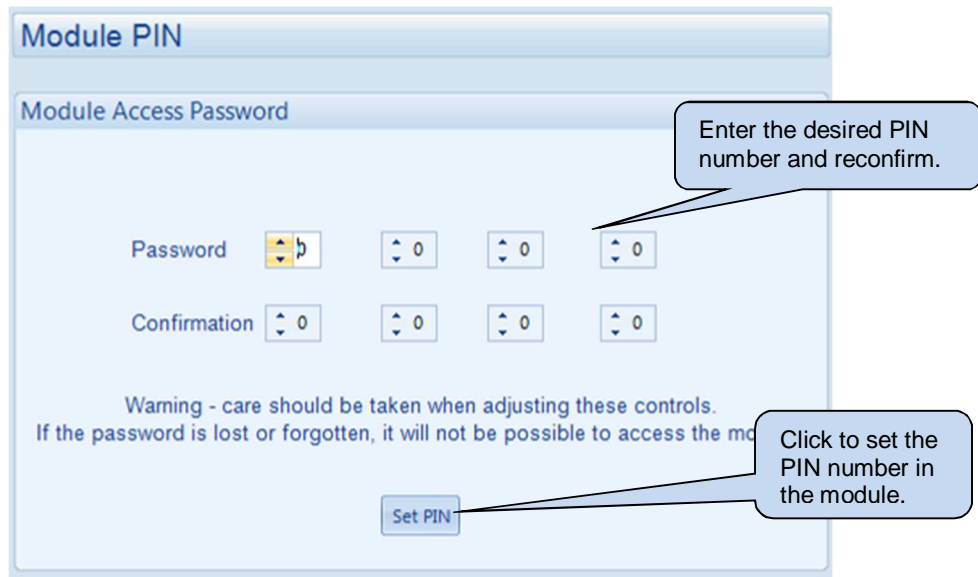 Module PIN
Module Access Password
Enter the desired PIN
number and reconfirm.
Password 0 0 0 0
Confirmation 0 0 0 0
Warning - care should be taken when adjusting these controls.
If the password is lost or forgotten, it will not be possible to access the
Click to set the
PIN number in
the module.
Set PIN